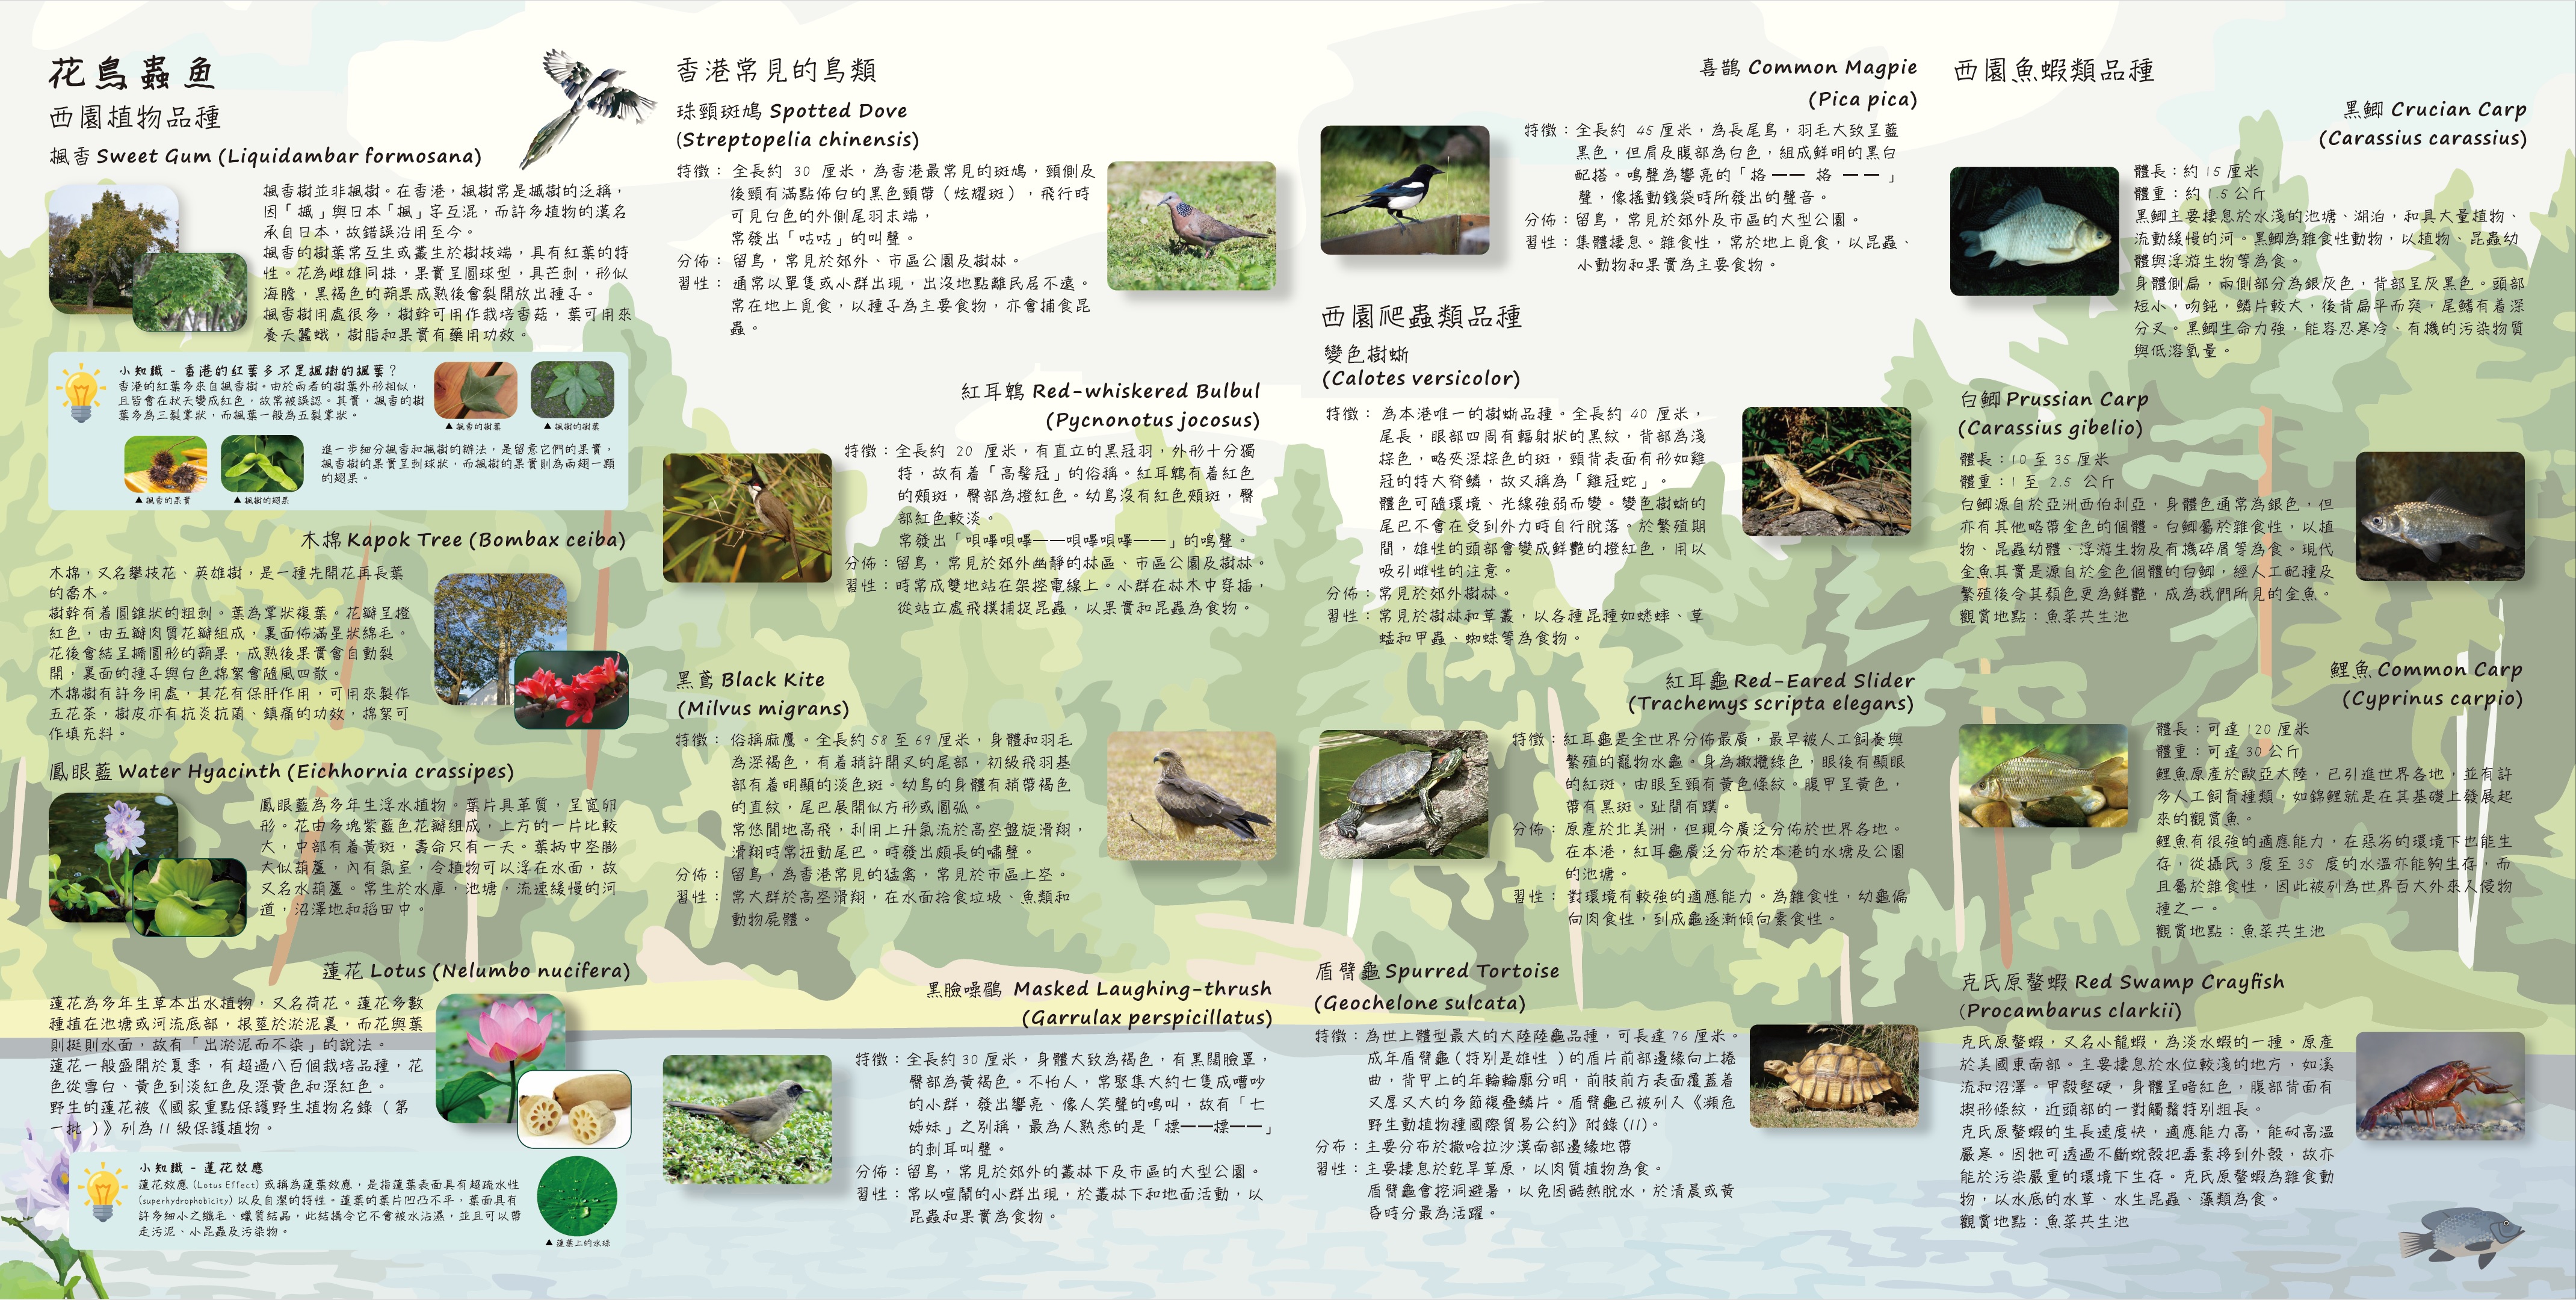 花鳥蟲魚
西園植物品種
楓香 Sweet Gum (Liquidambar formosana)
楓香樹並非楓樹。在香港，楓樹常是槭樹的泛稱，
因「槭」與日本「楓」字互混，而許多植物的漢名
承自日本，故錯誤沿用至今。
楓香的樹葉常互生或叢生於樹枝端，具有紅葉的特
性。花為雌雄同株，果實呈圓球型，具芒刺，形似
海膽，黑褐色的蒴果成熟後會裂開放出種子。
楓香樹用處很多，樹幹可用作栽培香菇，葉可用來
養天蠶蛾，樹脂和果實有藥用功效。
小知識 - 香港的紅葉多不是楓樹的楓葉？
香港的紅葉多來自楓香樹。由於兩者的樹葉外形相似，
且皆會在秋天變成紅色，故常被誤認。其實，楓香的樹
葉多為三裂掌狀，而楓葉一般為五裂掌狀。
▲ 楓香的樹葉
▲ 楓樹的樹葉
進一步細分楓香和楓樹的辦法，是留意它們的果實，
楓香樹的果實呈刺球狀，而楓樹的果實則為兩翅一顆
的翅果。
▲ 楓香的果實
▲ 楓樹的翅果
木棉 Kapok Tree (Bombax ceiba)
木棉，又名攀枝花、英雄樹，是一種先開花再長葉
的喬木。
樹幹有着圓錐狀的粗刺。葉為掌狀複葉。花瓣呈橙
紅色，由五瓣肉質花瓣組成，裏面佈滿星狀綿毛。
花後會結呈橢圓形的蒴果，成熟後果實會自動裂
開，裏面的種子與白色棉絮會隨風四散。
木棉樹有許多用處，其花有保肝作用，可用來製作
五花茶，樹皮亦有抗炎抗菌、鎮痛的功效，棉絮可
作填充料。
鳳眼藍 Water Hyacinth (Eichhornia crassipes)
鳳眼藍為多年生浮水植物。葉片具革質，呈寬卵
形。花由多塊紫藍色花瓣組成，上方的一片比較
大，中部有着黃斑，壽命只有一天。葉柄中空膨
大似葫蘆，內有氣室，令植物可以浮在水面，故
又名水葫蘆。常生於水庫，池塘，流速緩慢的河
道，沼澤地和稻田中。
蓮花 Lotus (Nelumbo nucifera)
蓮花為多年生草本出水植物，又名荷花。蓮花多數
種植在池塘或河流底部，根莖於淤泥裏，而花與葉
則挺則水面，故有「出淤泥而不染」的說法。
蓮花一般盛開於夏季，有超過八百個栽培品種，花
色從雪白、黃色到淡紅色及深黃色和深紅色。
野生的蓮花被《國家重點保護野生植物名錄（第
一批）》列為 II 級保護植物。
小知識 - 蓮花效應
蓮花效應 (Lotus Effect) 或稱為蓮葉效應，是指蓮葉表面具有超疏水性
(superhydrophobicity) 以及自潔的特性。蓮葉的葉片凹凸不平，葉面具有
許多細小之纖毛、蠟質結晶，此結構令它不會被水沾濕，並且可以帶
走污泥、小昆蟲及污染物。
▲ 蓮葉上的水珠
香港常見的鳥類
珠頸斑鳩 Spotted Dove
(Streptopelia chinensis)
特徵： 全長約 30 厘米，為香港最常見的斑鳩，頸側及
後頸有滿點佈白的黑色頸帶（炫耀斑），飛行時
可見白色的外側尾羽末端，
常發出「咕咕」的叫聲。
分佈： 留鳥，常見於郊外、市區公園及樹林。
習性： 通常以單隻或小群出現，出沒地點離民居不遠。
常在地上覓食，以種子為主要食物，亦會捕食昆
蟲。
紅耳鵯 Red-whiskered Bulbul
(Pycnonotus jocosus)
特徵：全長約 20 厘米，有直立的黑冠羽，外形十分獨
特，故有着「高髻冠」的俗稱。紅耳鵯有着紅色
的頰斑，臀部為橙紅色。幼鳥沒有紅色頰斑，臀
部紅色較淡。
常發出「唄嗶唄嗶——唄嗶唄嗶——」的鳴聲。
分佈：留鳥，常見於郊外幽靜的林區、市區公園及樹林。
習性：時常成雙地站在架控電線上。小群在林木中穿插，
從站立處飛撲捕捉昆蟲，以果實和昆蟲為食物。
黑鳶 Black Kite
(Milvus migrans)
特徵： 俗稱麻鷹。全長約 58 至 69 厘米，身體和羽毛
為深褐色，有着稍許開叉的尾部，初級飛羽基
部有着明顯的淡色斑。幼鳥的身體有稍帶褐色
的直紋，尾巴展開似方形或圓弧。
常悠閒地高飛，利用上升氣流於高空盤旋滑翔，
滑翔時常扭動尾巴。時發出頗長的嘯聲。
分佈： 留鳥，為香港常見的猛禽，常見於市區上空。
習性： 常大群於高空滑翔，在水面拾食垃圾、魚類和
動物屍體。
黑臉噪鶥 Masked Laughing-thrush
(Garrulax perspicillatus)
特徵：全長約 30 厘米，身體大致為褐色，有黑闊臉罩，
臀部為黃褐色。不怕人，常聚集大約七隻成嘈吵
的小群，發出響亮、像人笑聲的鳴叫，故有「七
姊妹」之別稱，最為人熟悉的是「摽——摽——」
的刺耳叫聲。
分佈：留鳥，常見於郊外的叢林下及市區的大型公園。
習性：常以喧鬧的小群出現，於叢林下和地面活動，以
昆蟲和果實為食物。
喜鵲 Common Magpie
(Pica pica)
特徵：全長約 45 厘米，為長尾鳥，羽毛大致呈藍
黑色，但肩及腹部為白色，組成鮮明的黑白
配搭。鳴聲為響亮的「格 —— 格 —— 」
聲，像搖動錢袋時所發出的聲音。
分佈：留鳥，常見於郊外及市區的大型公園。
習性：集體捿息。雜食性，常於地上覓食，以昆蟲、
小動物和果實為主要食物。
西園爬蟲類品種
變色樹蜥
(Calotes versicolor)
特徵： 為本港唯一的樹蜥品種。全長約 40 厘米，
尾長，眼部四周有輻射狀的黑紋，背部為淺
棕色，略夾深棕色的斑，頸背表面有形如雞
冠的特大脊鱗，故又稱為「雞冠蛇」。
體色可隨環境、光線強弱而變。變色樹蜥的
尾巴不會在受到外力時自行脫落。於繁殖期
間，雄性的頭部會變成鮮艷的橙紅色，用以
吸引雌性的注意。
分佈：常見於郊外樹林。
習性：常見於樹林和草叢，以各種昆種如蟋蟀、草
蜢和甲蟲、蜘蛛等為食物。
紅耳龜 Red-Eared Slider
(Trachemys scripta elegans)
特徵：紅耳龜是全世界分佈最廣，最早被人工飼養與
繁殖的寵物水龜。身為橄欖綠色，眼後有顯眼
的紅斑，由眼至頸有黃色條紋。腹甲呈黃色，
帶有黑斑。趾間有蹼。
分佈：原產於北美洲，但現今廣泛分佈於世界各地。
在本港，紅耳龜廣泛分布於本港的水塘及公園
的池塘。
習性： 對環境有較強的適應能力。為雜食性，幼龜偏
向肉食性，到成龜逐漸傾向素食性。
盾臂龜 Spurred Tortoise
(Geochelone sulcata)
特徵：為世上體型最大的大陸陸龜品種，可長達 76 厘米。
成年盾臂龜（特別是雄性）的盾片前部邊緣向上捲
曲，背甲上的年輪輪廓分明，前肢前方表面覆蓋着
又厚又大的多節複疊鱗片。盾臂龜已被列入《瀕危
野生動植物種國際貿易公約》附錄 (II)。
分布：主要分布於撒哈拉沙漠南部邊緣地帶
習性：主要捿息於乾旱草原，以肉質植物為食。
盾臂龜會挖洞避暑，以免因酷熱脫水，於清晨或黃
昏時分最為活躍。
西園魚蝦類品種
黑鯽 Crucian Carp
(Carassius carassius)
體長：約 15 厘米
體重：約 1.5 公斤
黑鯽主要捿息於水淺的池塘、湖泊，和具大量植物、
流動緩慢的河。黑鯽為雜食性動物，以植物、昆蟲幼
體與浮游生物等為食。
身體側扁，兩側部分為銀灰色，背部呈灰黑色。頭部
短小，吻鈍，鱗片較大，後背扁平而突，尾鰭有着深
分叉。黑鯽生命力強，能容忍寒冷、有機的污染物質
與低溶氧量。
白鯽 Prussian Carp
(Carassius gibelio)
體長：10 至 35 厘米
體重：1 至 2.5 公斤
白鯽源自於亞洲西伯利亞，身體色通常為銀色，但
亦有其他略帶金色的個體。白鯽屬於雜食性，以植
物、昆蟲幼體、浮游生物及有機碎屑等為食。現代
金魚其實是源自於金色個體的白鯽，經人工配種及
繁殖後令其顏色更為鮮艷，成為我們所見的金魚。
觀賞地點：魚菜共生池
鯉魚 Common Carp
(Cyprinus carpio)
體長：可達 120 厘米
體重：可達 30 公斤
鯉魚原產於歐亞大陸，已引進世界各地，並有許
多人工飼育種類，如錦鯉就是在其基礎上發展起
來的觀賞魚。
鯉魚有很強的適應能力，在惡劣的環境下也能生
存，從攝氏 3 度至 35 度的水溫亦能夠生存，而
且屬於雜食性，因此被列為世界百大外來入侵物
種之一。
觀賞地點：魚菜共生池
克氏原螯蝦 Red Swamp Crayfish
(Procambarus clarkii)
克氏原螯蝦，又名小龍蝦，為淡水蝦的一種。原產
於美國東南部。主要捿息於水位較淺的地方，如溪
流和沼澤。甲殼堅硬，身體呈暗紅色，腹部背面有
楔形條紋，近頭部的一對觸鬚特別粗長。
克氏原螯蝦的生長速度快，適應能力高，能耐高溫
嚴寒。因牠可透過不斷蛻殼把毒素移到外殼，故亦
能於污染嚴重的環境下生存。克氏原螯蝦為雜食動
物，以水底的水草、水生昆蟲、藻類為食。
觀賞地點：魚菜共生池